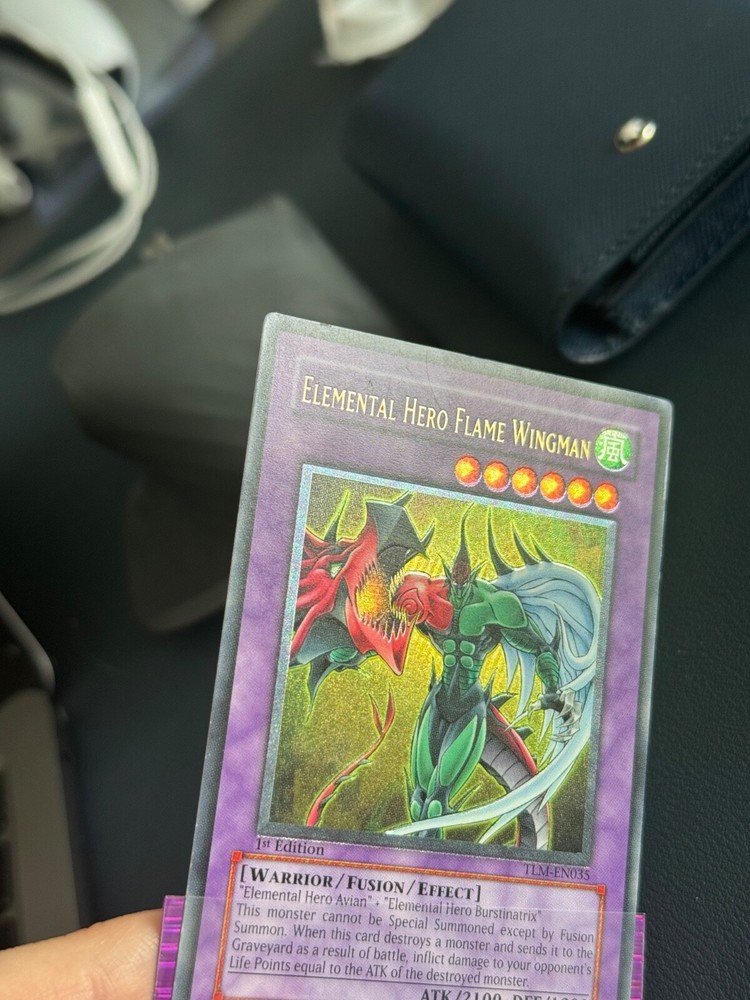 ELEMENTAL HERO FLAME WINGMAN 風
1st Edition
TLM-EN035
[WARRIOR/FUSION/EFFECT]
"Elemental Hero Avian" + "Elemental Hero Burstinatrix"
This monster cannot be Special Summoned except by Fusion
Summon. When this card destroys a monster and sends it to the
Graveyard as a result of battle, inflict damage to your opponent's
Life Points equal to the ATK of the destroyed monster.
ATK/2100